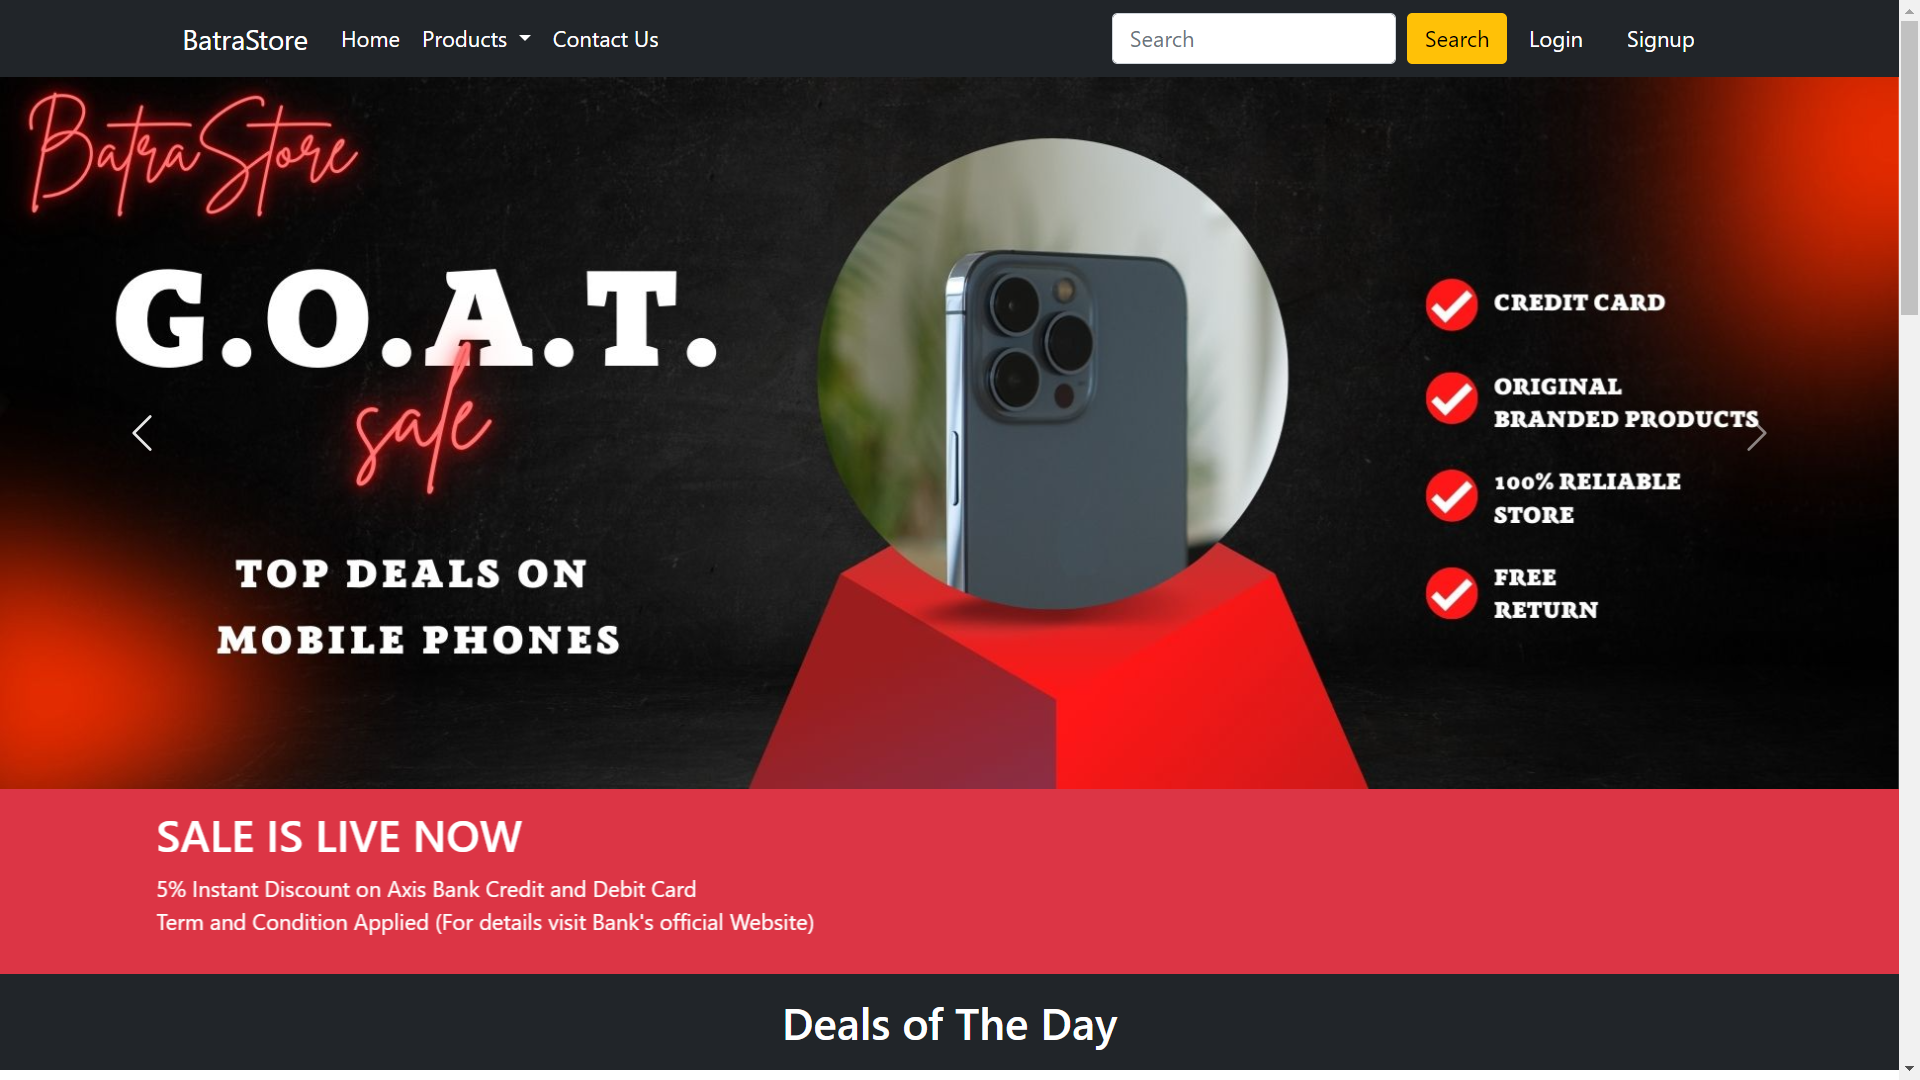 BatraStore Home Products Contact Us Search Search Login Signup
BatraStore
G.O.A.T.
sale
TOP DEALS ON
MOBILE PHONES
CREDIT CARD
ORIGINAL
BRANDED PRODUCTS
100% RELIABLE
STORE
FREE
RETURN
SALE IS LIVE NOW
5% Instant Discount on Axis Bank Credit and Debit Card
Term and Condition Applied (For details visit Bank's official Website)
Deals of The Day